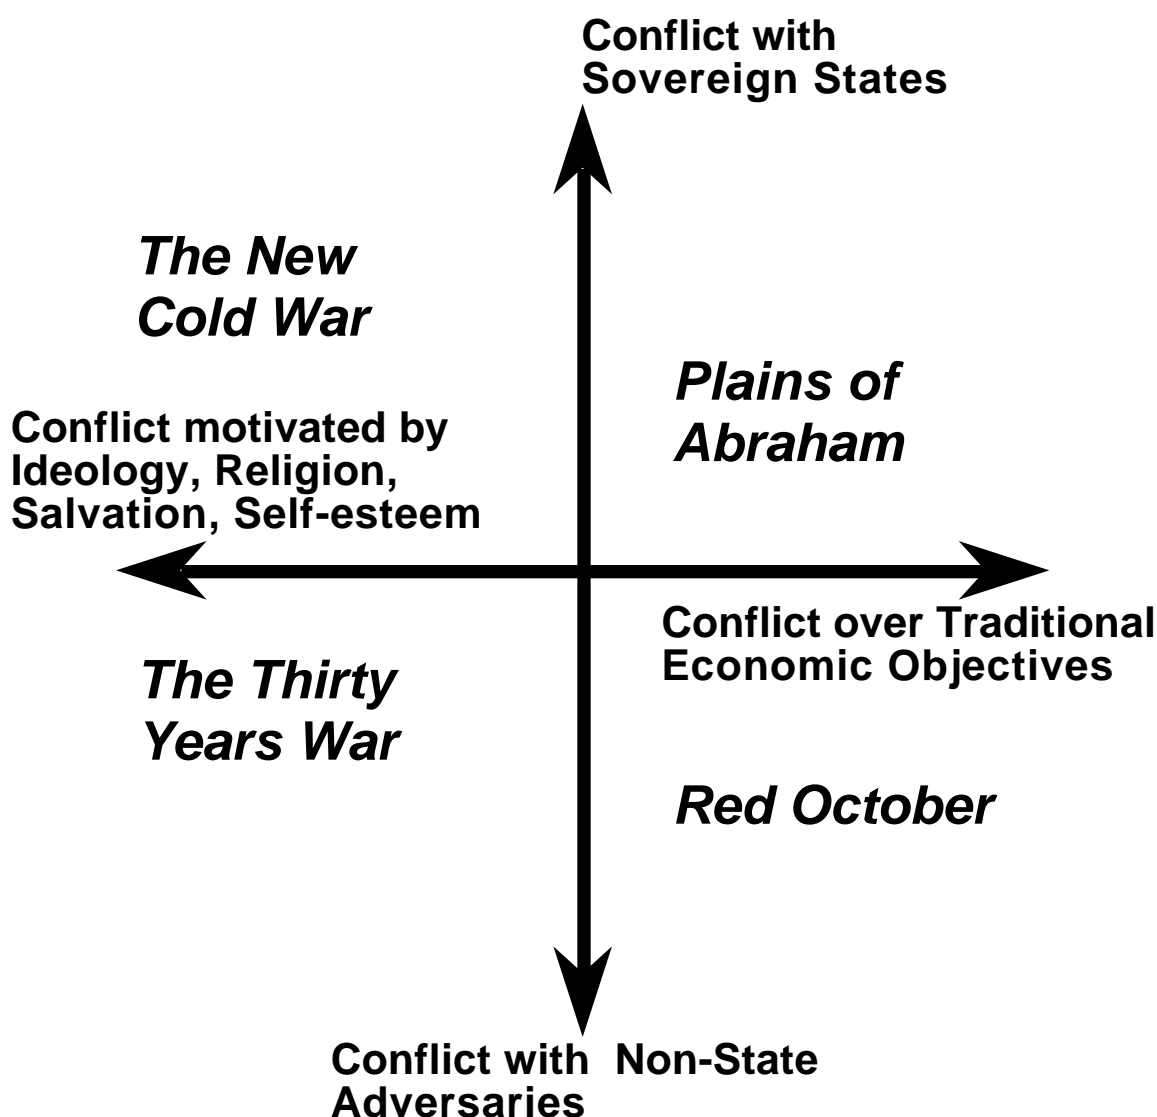 Conflict with
Sovereign States
The New
Cold War
Plains of
Abraham
Conflict motivated by
Ideology, Religion,
Salvation, Self-esteem
Conflict over Traditional
Economic Objectives
The Thirty
Years War
Red October
Conflict with Non-State
Adversaries